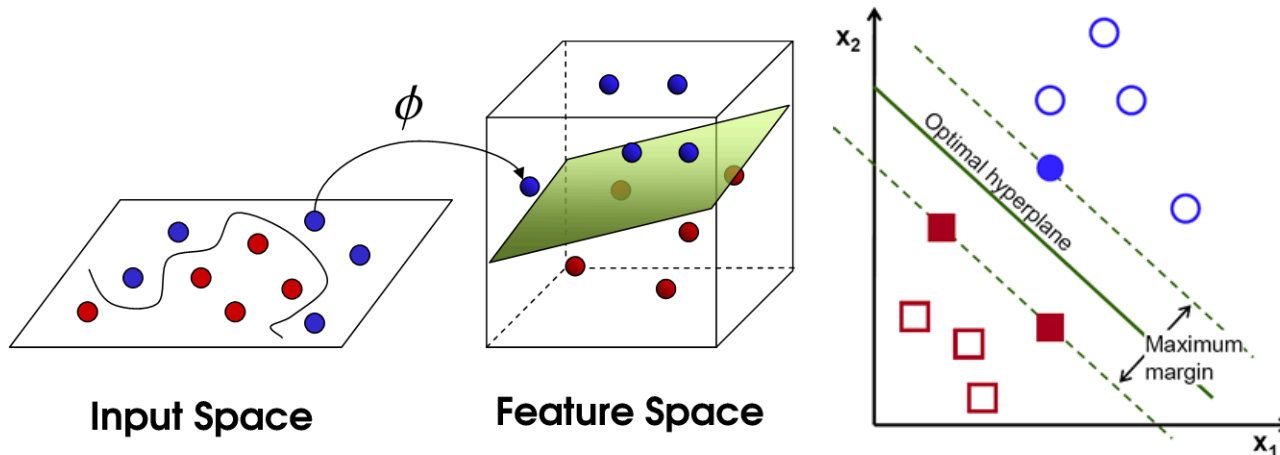 ϕ
Input Space
Feature Space
x₂
Optimal hyperplane
Maximum
margin
x₁